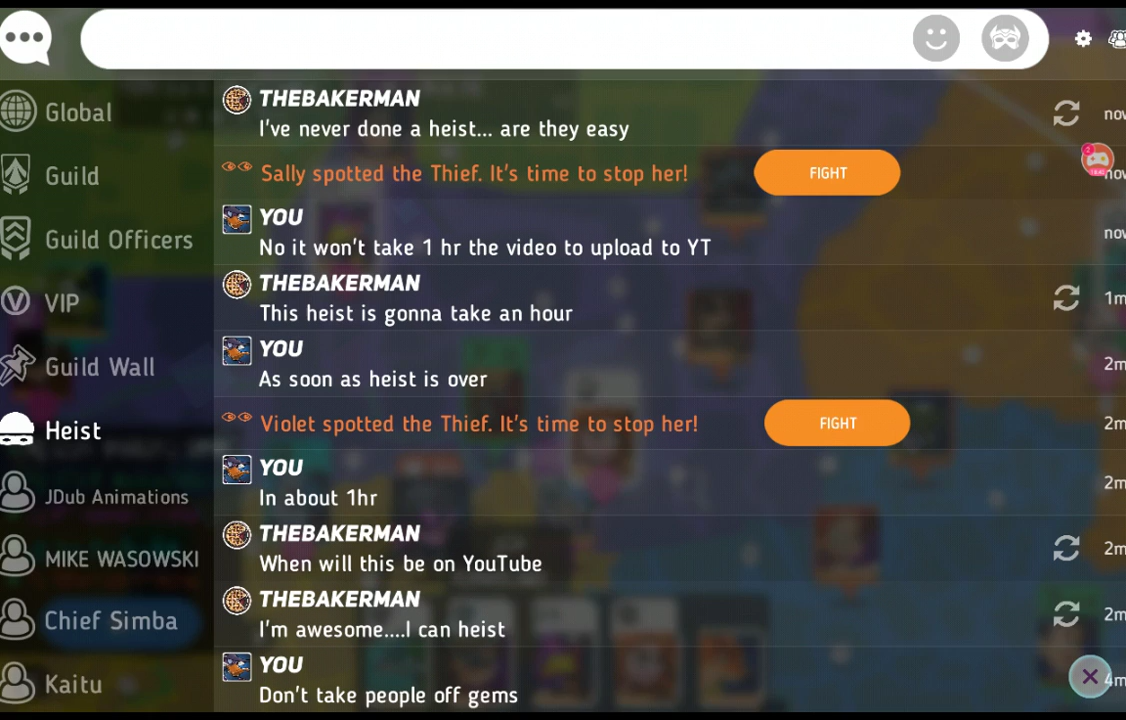 Global
Guild
Guild Officers
VIP
Guild Wall
Heist
JDub Animations
MIKE WASOWSKI
Chief Simba
Kaitu
THEBAKERMAN
I've never done a heist... are they easy
now
Sally spotted the Thief. It's time to stop her!
FIGHT
now
YOU
No it won't take 1 hr the video to upload to YT
now
THEBAKERMAN
This heist is gonna take an hour
1m
YOU
As soon as heist is over
2m
Violet spotted the Thief. It's time to stop her!
FIGHT
2m
YOU
In about 1hr
2m
THEBAKERMAN
When will this be on YouTube
2m
THEBAKERMAN
I'm awesome....I can heist
2m
YOU
Don't take people off gems
4m